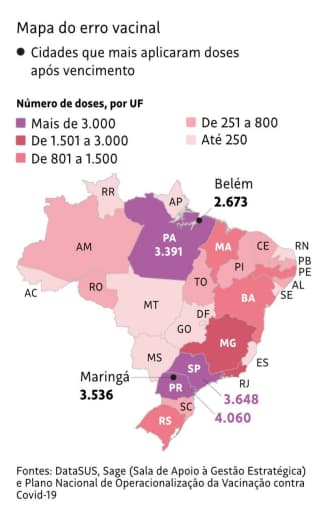 Mapa do erro vacinal
Cidades que mais aplicaram doses
após vencimento
Número de doses, por UF
Mais de 3.000
De 1.501 a 3.000
De 801 a 1.500
De 251 a 800
Até 250
Belém
2.673
RR
AP
PA
3.391
AM
MA
CE
RN
PB
PE
AL
SE
PI
TO
AC
RO
MT
BA
DF
GO
MG
MS
ES
Maringá
3.536
SP
RJ
PR
3.648
4.060
SC
RS
Fontes: DataSUS, Sage (Sala de Apoio à Gestão Estratégica)
e Plano Nacional de Operacionalização da Vacinação contra
Covid-19